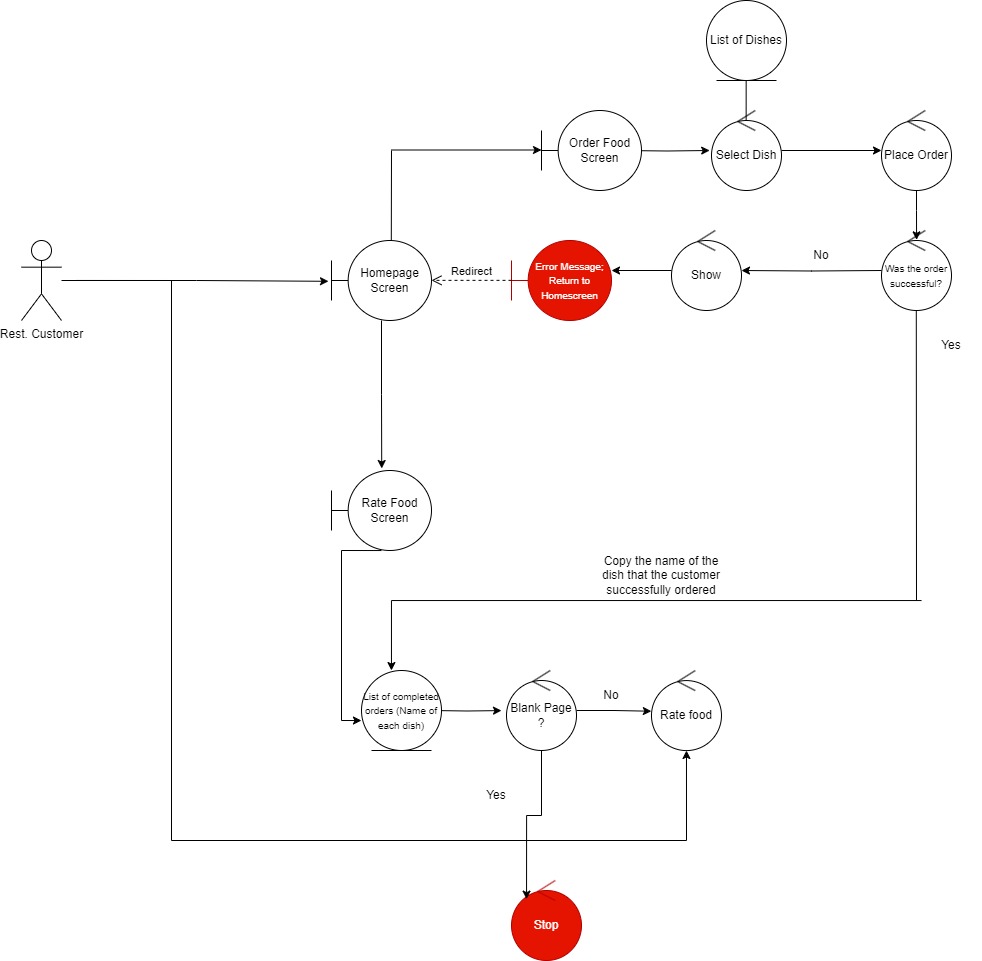 List of Dishes
Order Food
Screen
Select Dish
Place Order
Rest. Customer
Homepage
Screen
Redirect
Error Message;
Return to
Homescreen
Show
No
Was the order
successful?
Yes
Rate Food
Screen
Copy the name of the
dish that the customer
successfully ordered
List of completed
orders (Name of
each dish)
Blank Page
?
No
Rate food
Yes
Stop